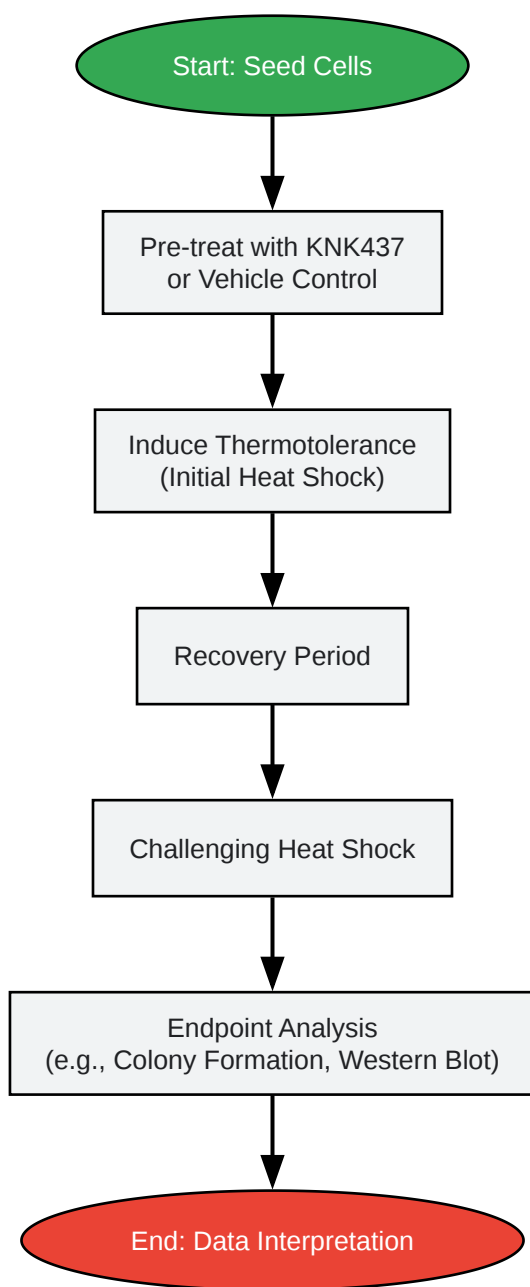 Start: Seed Cells
Pre-treat with KNK437
or Vehicle Control
Induce Thermotolerance
(Initial Heat Shock)
Recovery Period
Challenging Heat Shock
Endpoint Analysis
(e.g., Colony Formation, Western Blot)
End: Data Interpretation